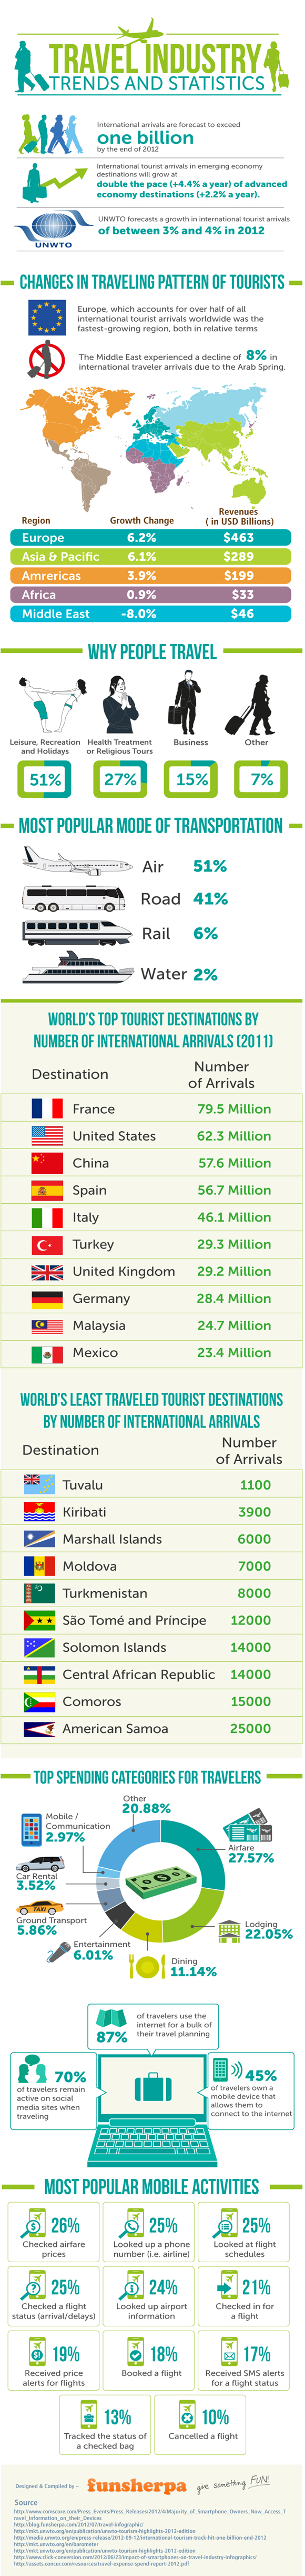 TRAVEL INDUSTRY
TRENDS AND STATISTICS
International arrivals are forecast to exceed
one billion
by the end of 2012
International tourist arrivals in emerging economy
destinations will grow at
double the pace (+4.4% a year) of advanced
economy destinations (+2.2% a year).
UNWTO
UNWTO forecasts a growth in international tourist arrivals
of between 3% and 4% in 2012
CHANGES IN TRAVELING PATTERN OF TOURISTS
Europe, which accounts for over half of all
international tourist arrivals worldwide was the
fastest-growing region, both in relative terms
The Middle East experienced a decline of 8% in
international traveler arrivals due to the Arab Spring.
Region Growth Change Revenues
( in USD Billions)
Europe 6.2% $463
Asia & Pacific 6.1% $289
Amrericas 3.9% $199
Africa 0.9% $33
Middle East -8.0% $46
WHY PEOPLE TRAVEL
Leisure, Recreation Health Treatment Business Other
and Holidays or Religious Tours
51% 27% 15% 7%
MOST POPULAR MODE OF TRANSPORTATION
Air 51%
Road 41%
Rail 6%
Water 2%
WORLD'S TOP TOURIST DESTINATIONS BY
NUMBER OF INTERNATIONAL ARRIVALS (2011)
Destination Number
of Arrivals
France 79.5 Million
United States 62.3 Million
China 57.6 Million
Spain 56.7 Million
Italy 46.1 Million
Turkey 29.3 Million
United Kingdom 29.2 Million
Germany 28.4 Million
Malaysia 24.7 Million
Mexico 23.4 Million
WORLD'S LEAST TRAVELED TOURIST DESTINATIONS
BY NUMBER OF INTERNATIONAL ARRIVALS
Destination Number
of Arrivals
Tuvalu 1100
Kiribati 3900
Marshall Islands 6000
Moldova 7000
Turkmenistan 8000
São Tomé and Príncipe 12000
Solomon Islands 14000
Central African Republic 14000
Comoros 15000
American Samoa 25000
TOP SPENDING CATEGORIES FOR TRAVELERS
Other
20.88%
Mobile /
Communication
2.97%
Airfare
27.57%
Car Rental
3.52%
TAXI
Ground Transport
5.86%
Lodging
22.05%
Entertainment
6.01%
Dining
11.14%
87% of travelers use the
internet for a bulk of
their travel planning
70%
of travelers remain
active on social
media sites when
traveling
45%
of travelers own a
mobile device that
allows them to
connect to the internet
MOST POPULAR MOBILE ACTIVITIES
26%
Checked airfare
prices
25%
Looked up a phone
number (i.e. airline)
25%
Looked at flight
schedules
25%
Checked a flight
status (arrival/delays)
24%
Looked up airport
information
21%
Checked in for
a flight
19%
Received price
alerts for flights
18%
Booked a flight
17%
Received SMS alerts
for a flight status
13%
Tracked the status of
a checked bag
10%
Cancelled a flight
Designed & Compiled by – funsherpa give something FUN!
Source
http://www.comscore.com/Press_Events/Press_Releases/2012/4/Majority_of_Smartphone_Owners_Now_Access_T
ravel_Information_on_their_Devices
http://blog.funsherpa.com/2012/07/travel-infographic/
http://mkt.unwto.org/en/publication/unwto-tourism-highlights-2012-edition
http://media.unwto.org/en/press-release/2012-09-12/international-tourism-track-hit-one-billion-end-2012
http://mkt.unwto.org/en/barometer
http://mkt.unwto.org/en/publication/unwto-tourism-highlights-2012-edition
http://www.click-conversion.com/2012/06/23/impact-of-smartphones-on-travel-industry-infographics/
http://assets.concur.com/resources/travel-expense-spend-report-2012.pdf